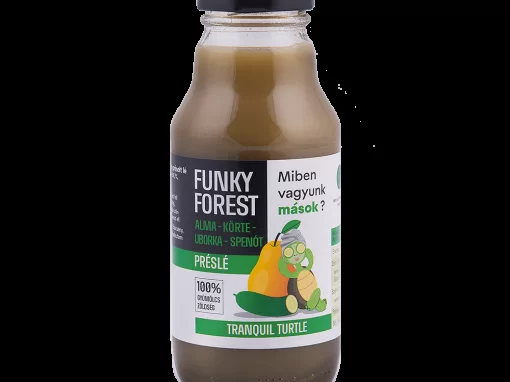 FUNKY
FOREST
ALMA - KÖRTE -
UBORKA - SPENÓT
PRÉSLÉ
100%
GYÜMÖLCS
ZÖLDSÉG
Miben
vagyunk
mások?
TRANQUIL TURTLE